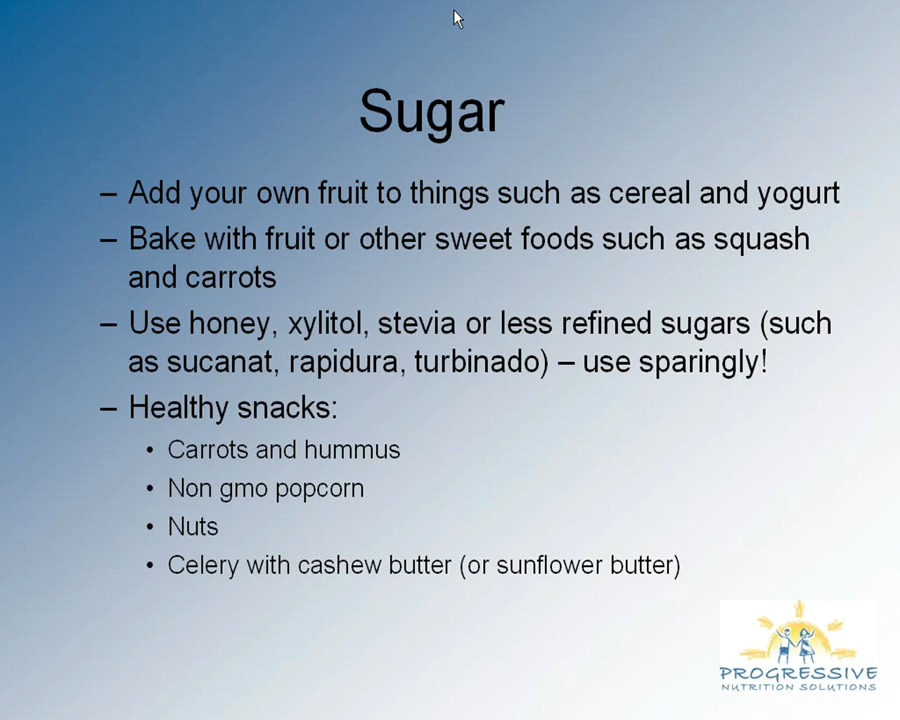 Sugar
– Add your own fruit to things such as cereal and yogurt
– Bake with fruit or other sweet foods such as squash
and carrots
– Use honey, xylitol, stevia or less refined sugars (such
as sucanat, rapidura, turbinado) – use sparingly!
– Healthy snacks:
• Carrots and hummus
• Non gmo popcorn
• Nuts
• Celery with cashew butter (or sunflower butter)
PROGRESSIVE
NUTRITION SOLUTIONS